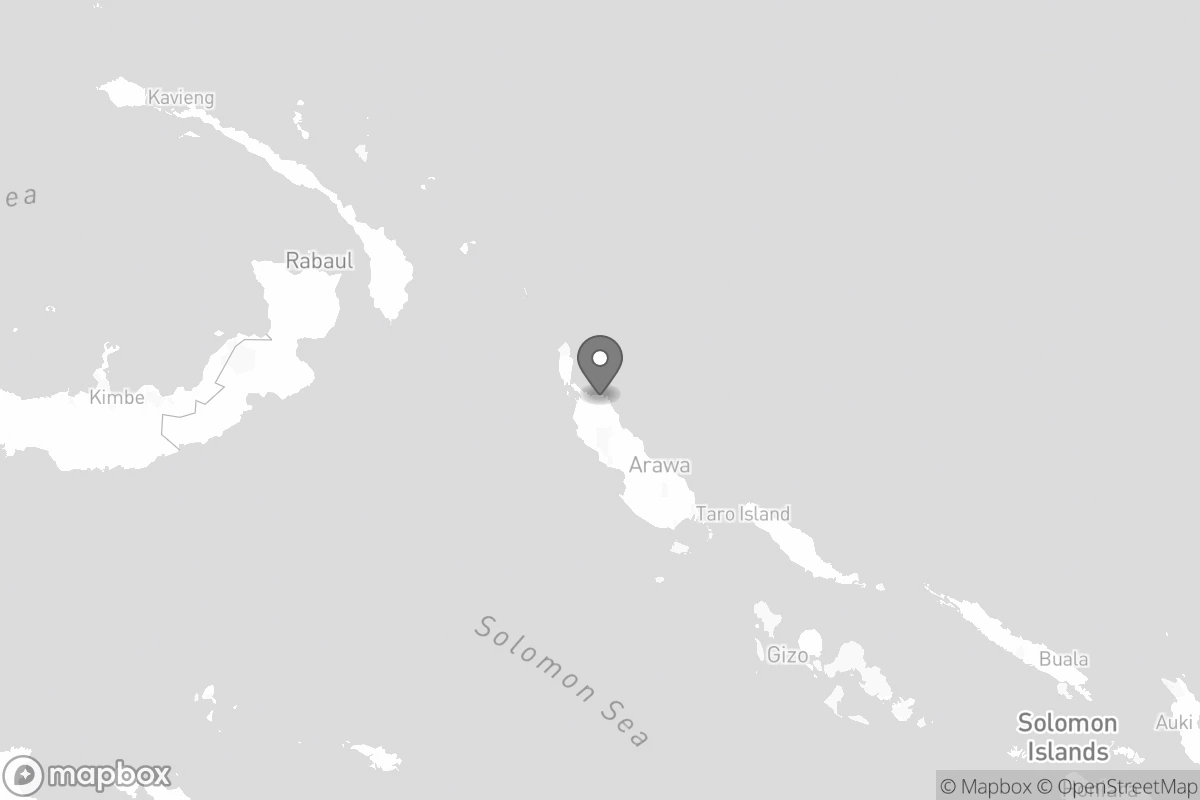 Kavieng
ea
Rabaul
Kimbe
Arawa
Taro Island
Solomon Sea
Gizo
Buala
Solomon
Islands
Auki
mapbox
© Mapbox © OpenStreetMap